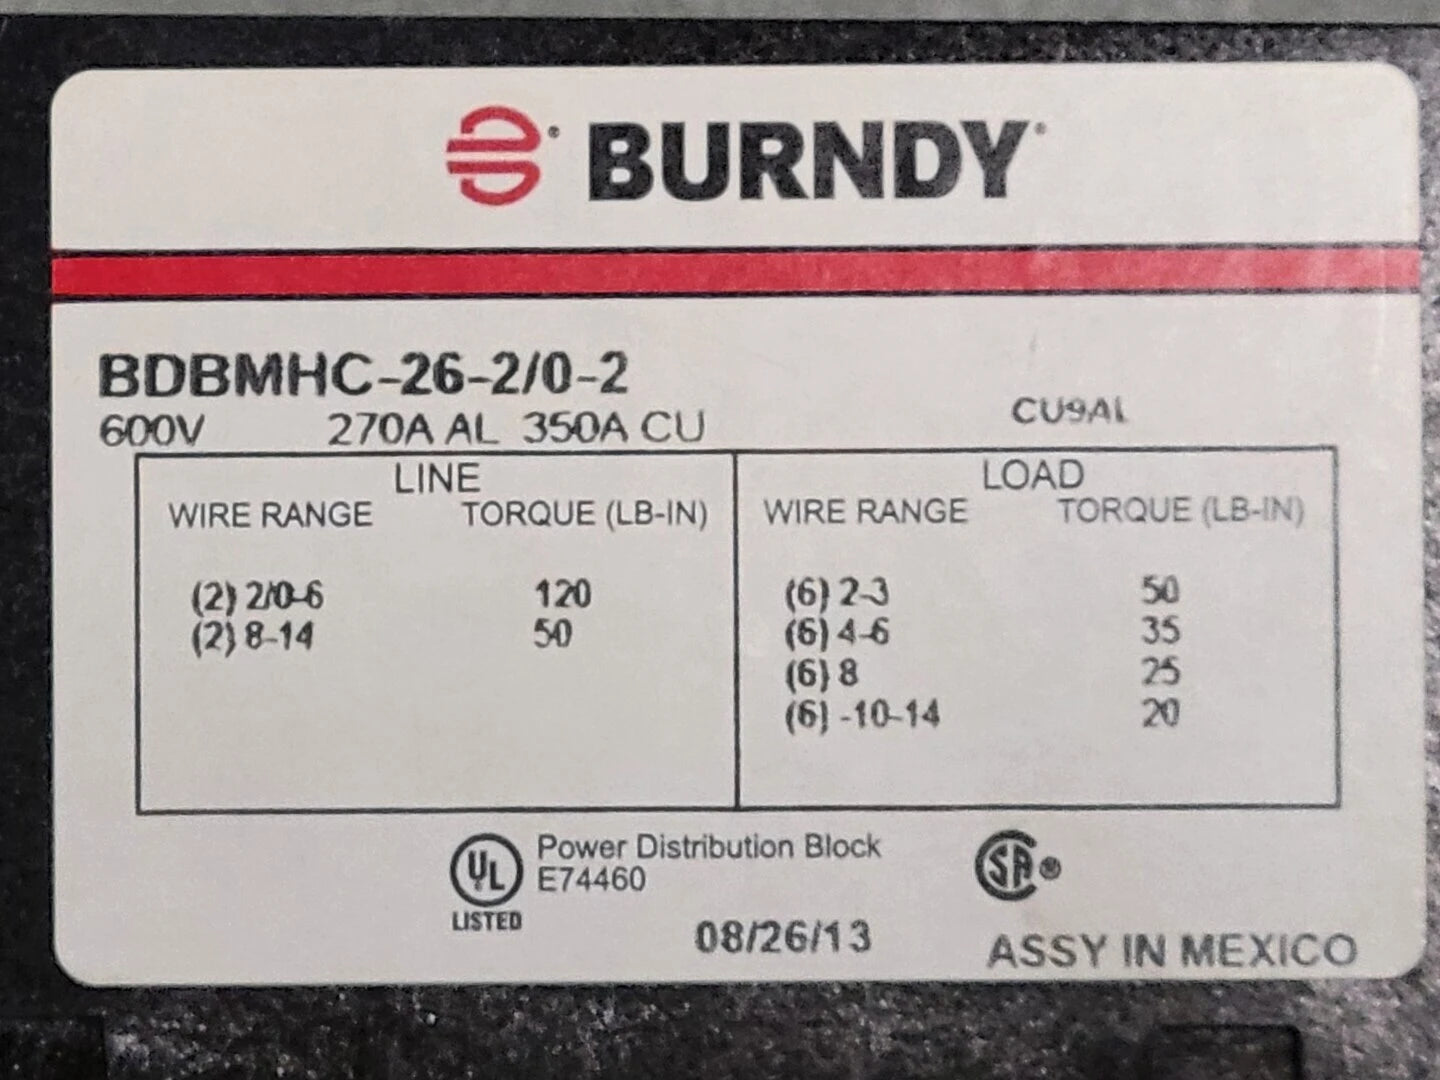 BURNDY
BDBMHC-26-2/0-2
600V 270A AL 350A CU CU9AL
LINE LOAD
WIRE RANGE TORQUE (LB-IN) WIRE RANGE TORQUE (LB-IN)
(2) 2/0-6 120 (6) 2-3 50
(2) 8-14 50 (6) 4-6 35
(6) 8 25
(6) -10-14 20
UL Power Distribution Block SA®
E74460
LISTED
08/26/13
ASSY IN MEXICO